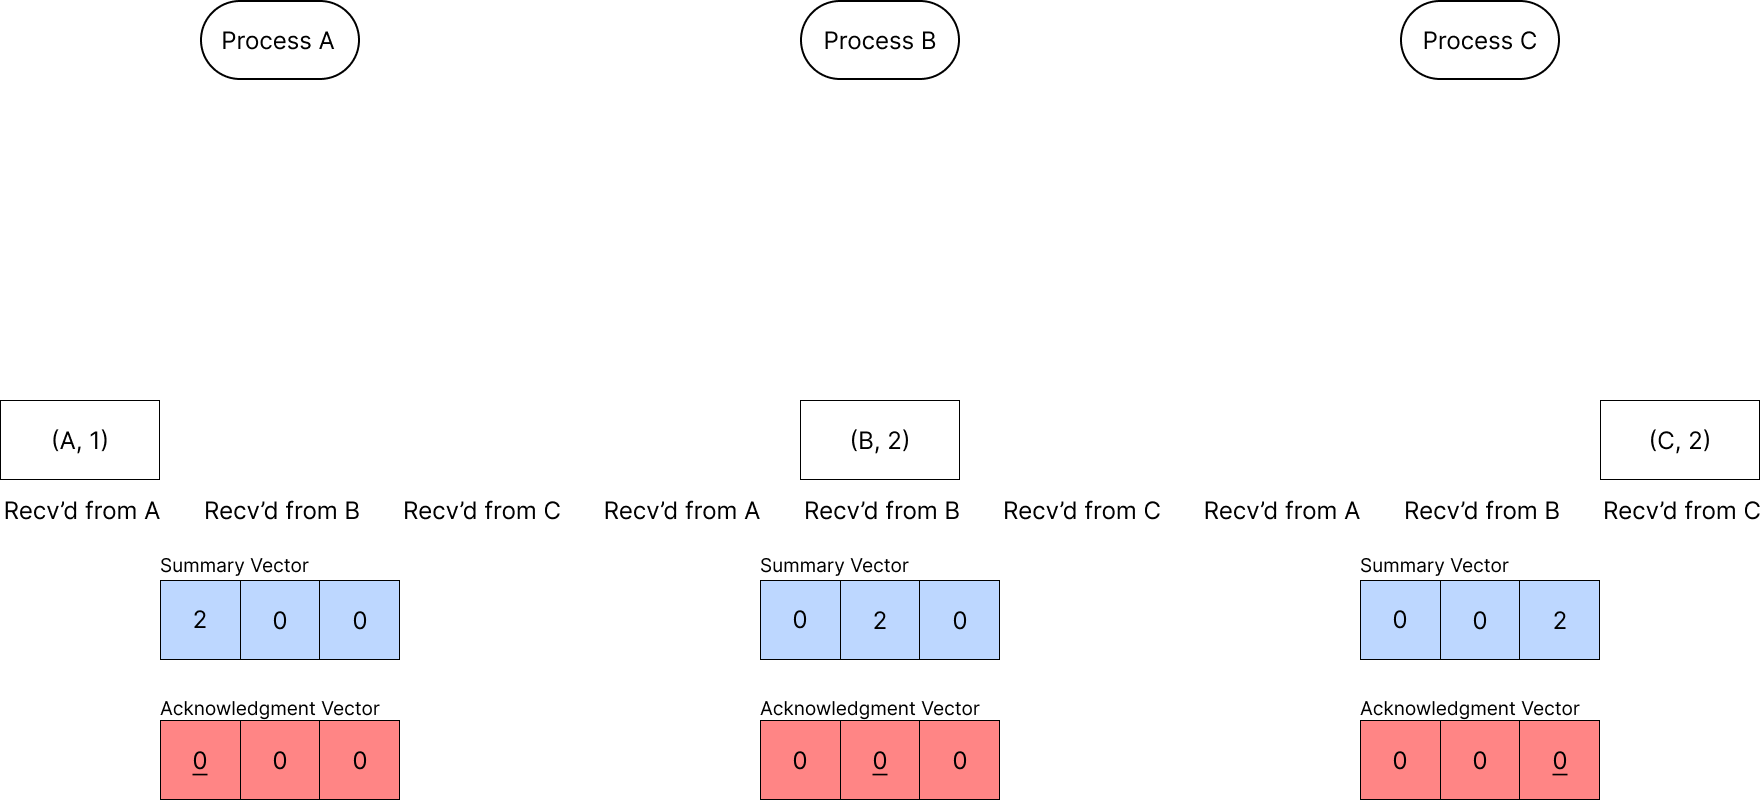 Process A
Process B
Process C
(A, 1)
(B, 2)
(C, 2)
Recv’d from A
Recv’d from B
Recv’d from C
Recv’d from A
Recv’d from B
Recv’d from C
Recv’d from A
Recv’d from B
Recv’d from C
Summary Vector
2 0 0
Summary Vector
0 2 0
Summary Vector
0 0 2
Acknowledgment Vector
0 0 0
Acknowledgment Vector
0 0 0
Acknowledgment Vector
0 0 0